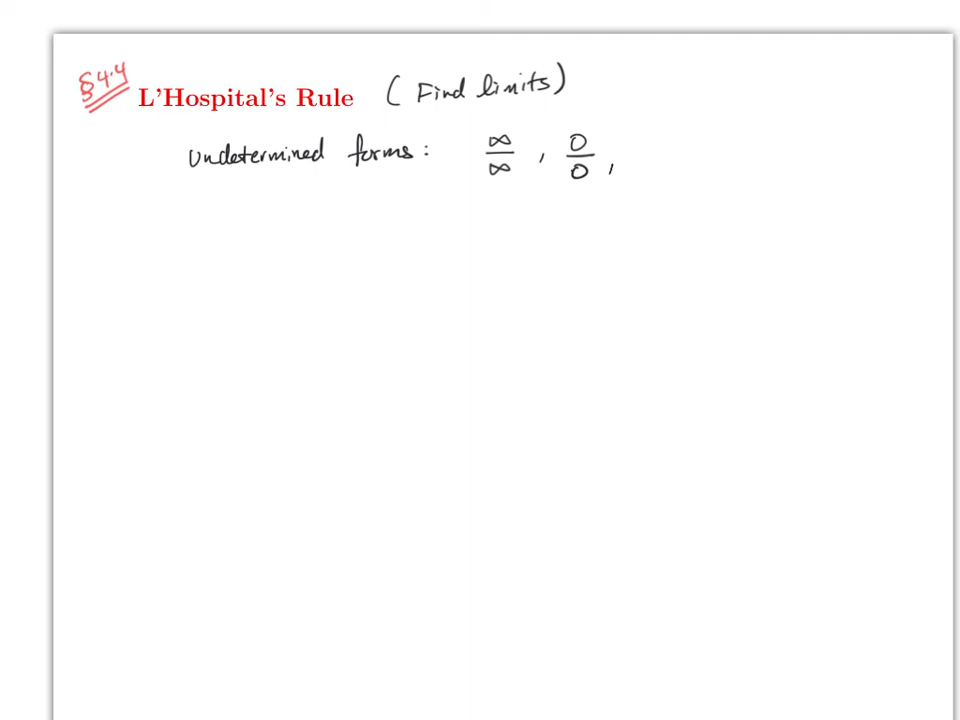 §4.4 L'Hospital's Rule ( Find limits )
Undetermined forms : ∞/∞ , 0/0 ,